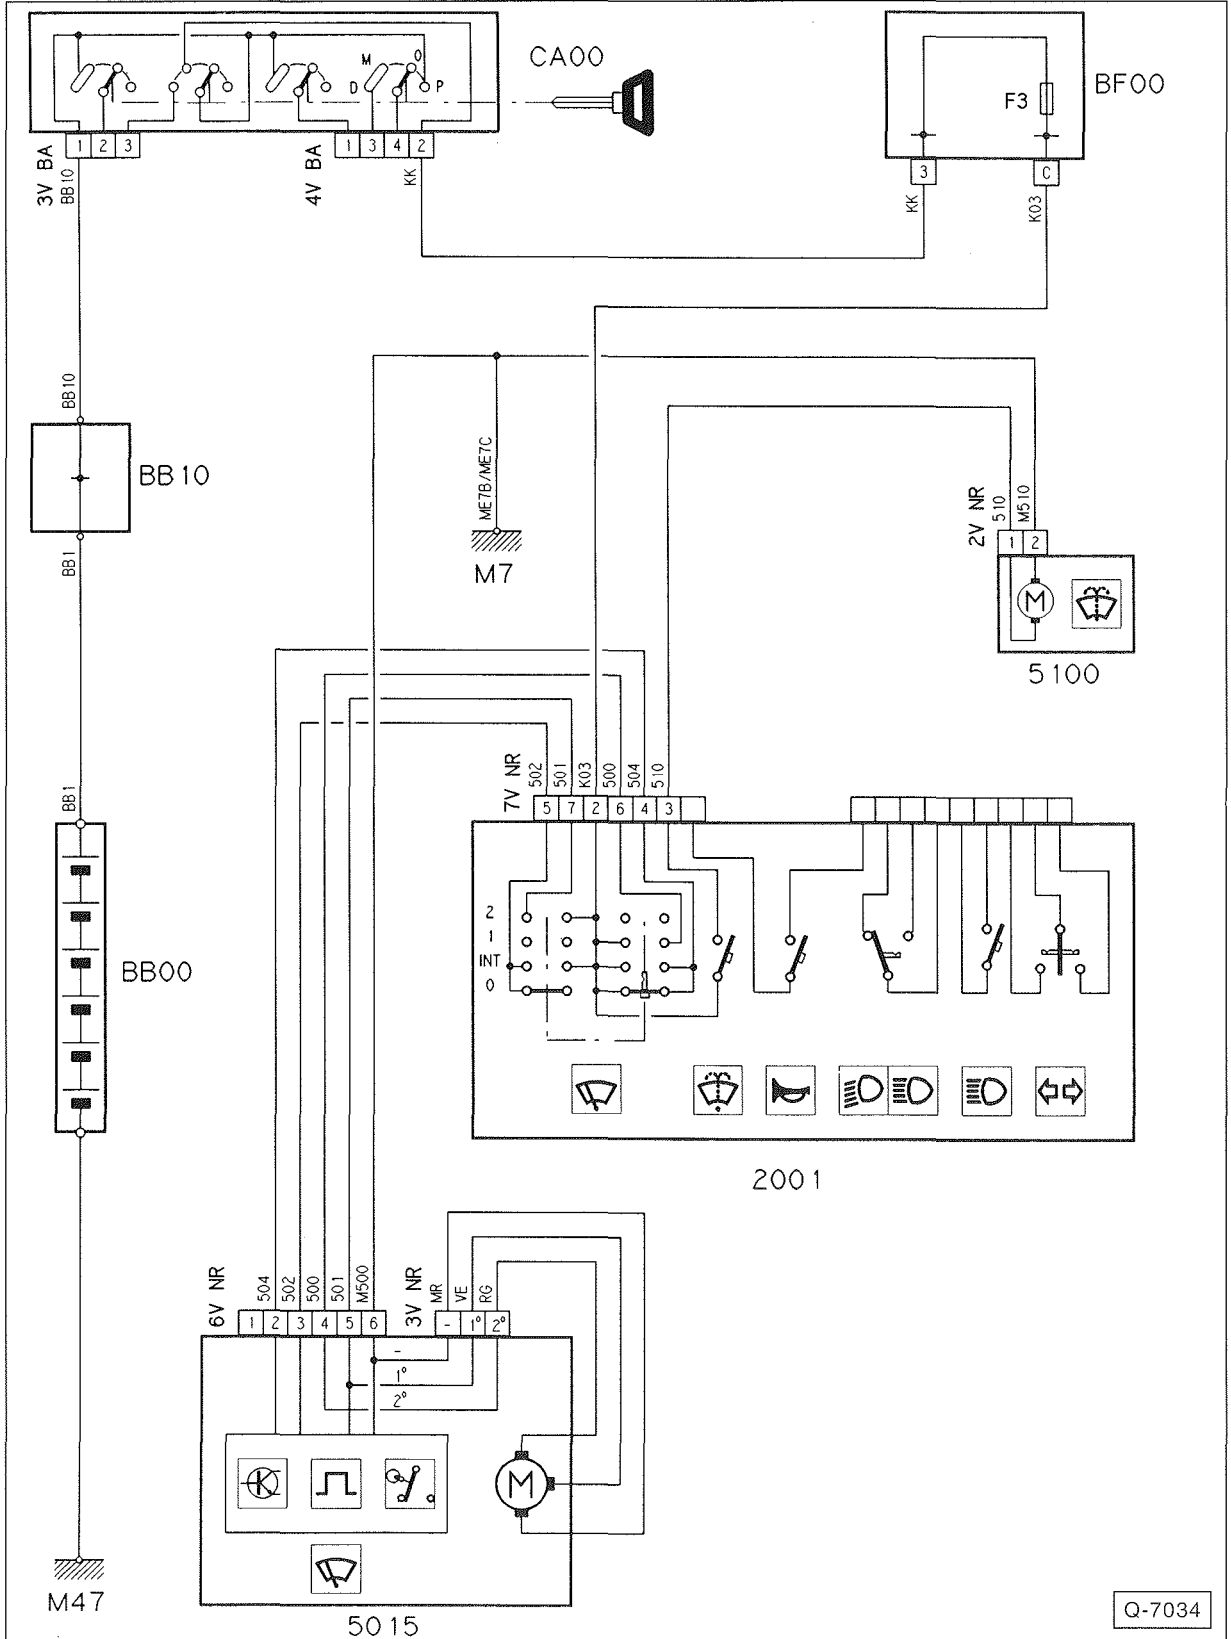 CA00
M
0
D
P
1
2
3
1
3
4
2
3V BA
BB10
4V BA
KK
BF00
F3
3
C
KK
K03
BB10
BB10
BB1
ME7B/ME7C
M7
2V NR
510
M510
1
2
M
5100
BB1
BB00
7V NR
502
501
K03
500
504
510
5
7
2
6
4
3
2
1
INT
0
2001
6V NR
504
502
500
501
M500
3V NR
MR
VE
RG
1
2
3
4
5
6
-
1°
2°
-
1°
2°
M
5015
M47
Q-7034